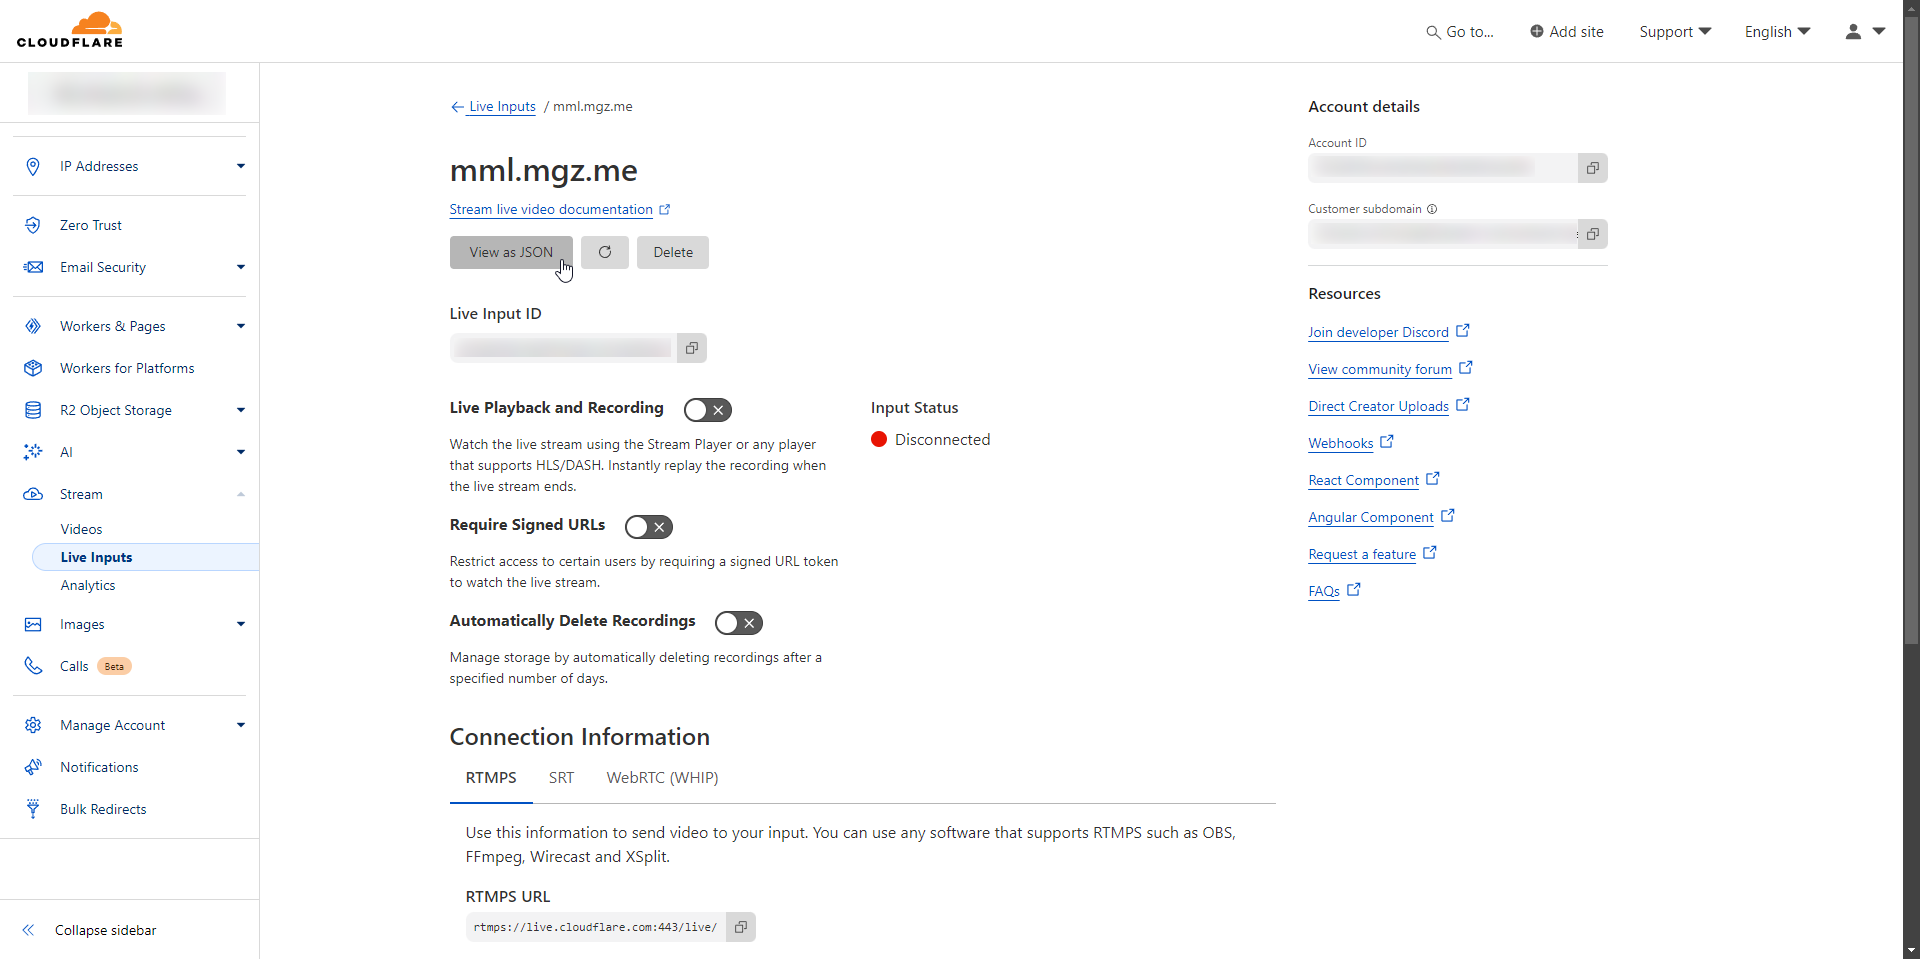 CLOUDFLARE
Go to...
Add site
Support
English
IP Addresses
Zero Trust
Email Security
Workers & Pages
Workers for Platforms
R2 Object Storage
AI
Stream
Videos
Live Inputs
Analytics
Images
Calls Beta
Manage Account
Notifications
Bulk Redirects
Collapse sidebar
Live Inputs / mml.mgz.me
mml.mgz.me
Stream live video documentation
View as JSON
Delete
Live Input ID
Live Playback and Recording
Watch the live stream using the Stream Player or any player
that supports HLS/DASH. Instantly replay the recording when
the live stream ends.
Require Signed URLs
Restrict access to certain users by requiring a signed URL token
to watch the live stream.
Automatically Delete Recordings
Manage storage by automatically deleting recordings after a
specified number of days.
Input Status
Disconnected
Connection Information
RTMPS
SRT
WebRTC (WHIP)
Use this information to send video to your input. You can use any software that supports RTMPS such as OBS,
FFmpeg, Wirecast and XSplit.
RTMPS URL
rtmps://live.cloudflare.com:443/live/
Account details
Account ID
Customer subdomain
Resources
Join developer Discord
View community forum
Direct Creator Uploads
Webhooks
React Component
Angular Component
Request a feature
FAQs